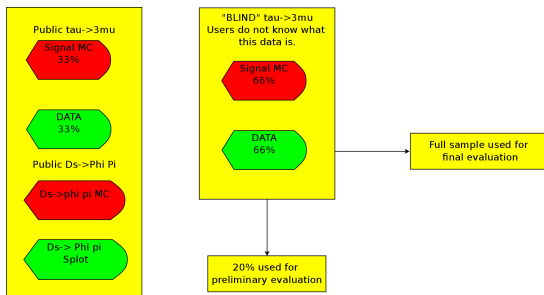 Public tau->3mu
Signal MC
33%
DATA
33%
Public Ds->Phi Pi
Ds->phi pi MC
Ds-> Phi pi
Splot
"BLIND" tau->3mu
Users do not know what
this data is.
Signal MC
66%
DATA
66%
Full sample used for
final evaluation
20% used for
preliminary evaluation